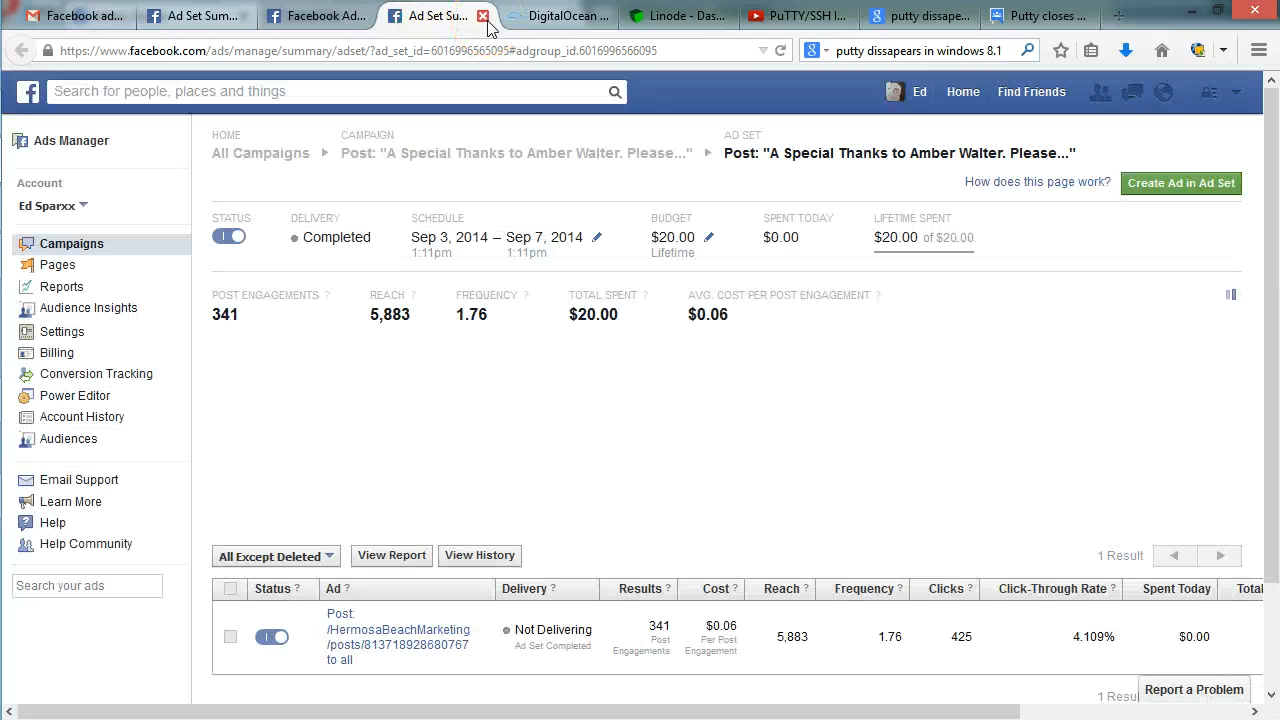 Facebook ad...
Ad Set Summ...
Facebook Ad...
Ad Set Su...
DigitalOcean ...
Linode - Das...
PuTTY/SSH I...
putty dissape...
Putty closes ...
https://www.facebook.com/ads/manage/summary/adset/?ad_set_id=6016996565095#adgroup_id.6016996566095
putty dissapears in windows 8.1
Search for people, places and things
Ed
Home
Find Friends
Ads Manager
Account
Ed Sparxx
Campaigns
Pages
Reports
Audience Insights
Settings
Billing
Conversion Tracking
Power Editor
Account History
Audiences
Email Support
Learn More
Help
Help Community
Search your ads
HOME
All Campaigns
CAMPAIGN
Post: "A Special Thanks to Amber Walter. Please..."
AD SET
Post: "A Special Thanks to Amber Walter. Please..."
How does this page work?
Create Ad in Ad Set
STATUS
DELIVERY
Completed
SCHEDULE
Sep 3, 2014 – Sep 7, 2014
1:11pm 1:11pm
BUDGET
$20.00
Lifetime
SPENT TODAY
$0.00
LIFETIME SPENT
$20.00 of $20.00
POST ENGAGEMENTS ?
341
REACH ?
5,883
FREQUENCY ?
1.76
TOTAL SPENT ?
$20.00
AVG. COST PER POST ENGAGEMENT ?
$0.06
All Except Deleted
View Report
View History
1 Result
Status ? Ad ? Delivery ? Results ? Cost ? Reach ? Frequency ? Clicks ? Click-Through Rate ? Spent Today Total
Post:
/HermosaBeachMarketing
/posts/813718928680767
to all
Not Delivering
Ad Set Completed
341
Post
Engagements
$0.06
Per Post
Engagement
5,883
1.76
425
4.109%
$0.00
1 Resu
Report a Problem